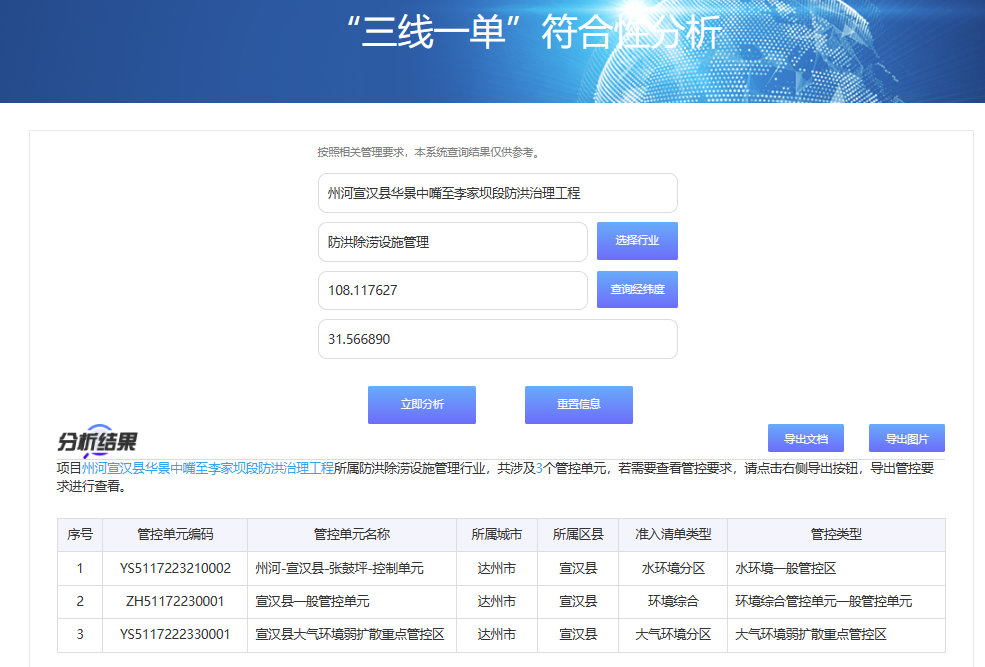 “三线一单”符合性分析
按照相关管理要求，本系统查询结果仅供参考。
州河宣汉县华景中嘴至李家坝段防洪治理工程
防洪除涝设施管理 选择行业
108.117627 查询经纬度
31.566890
立即分析 重置信息
分析结果 导出文档 导出图片
项目州河宣汉县华景中嘴至李家坝段防洪治理工程所属防洪除涝设施管理行业，共涉及3个管控单元，若需要查看管控要求，请点击右侧导出按钮，导出管控要
求进行查看。
序号 管控单元编码 管控单元名称 所属城市 所属区县 准入清单类型 管控类型
1 YS5117223210002 州河-宣汉县-张鼓坪-控制单元 达州市 宣汉县 水环境分区 水环境一般管控区
2 ZH51172230001 宣汉县一般管控单元 达州市 宣汉县 环境综合 环境综合管控单元一般管控单元
3 YS5117222330001 宣汉县大气环境弱扩散重点管控区 达州市 宣汉县 大气环境分区 大气环境弱扩散重点管控区